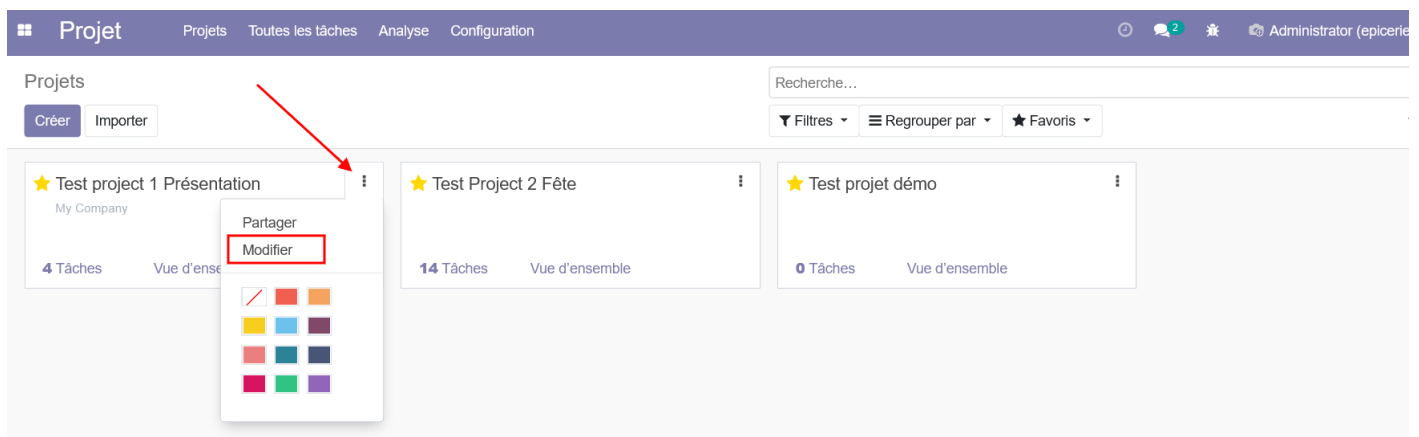 Projet Projets Toutes les tâches Analyse Configuration 2 Administrator (epicerie
Projets Recherche...
Créer Importer Filtres Regrouper par Favoris
Test project 1 Présentation Test Project 2 Fête Test projet démo
My Company
Partager
Modifier
4 Tâches Vue d'ense 14 Tâches Vue d'ensemble 0 Tâches Vue d'ensemble